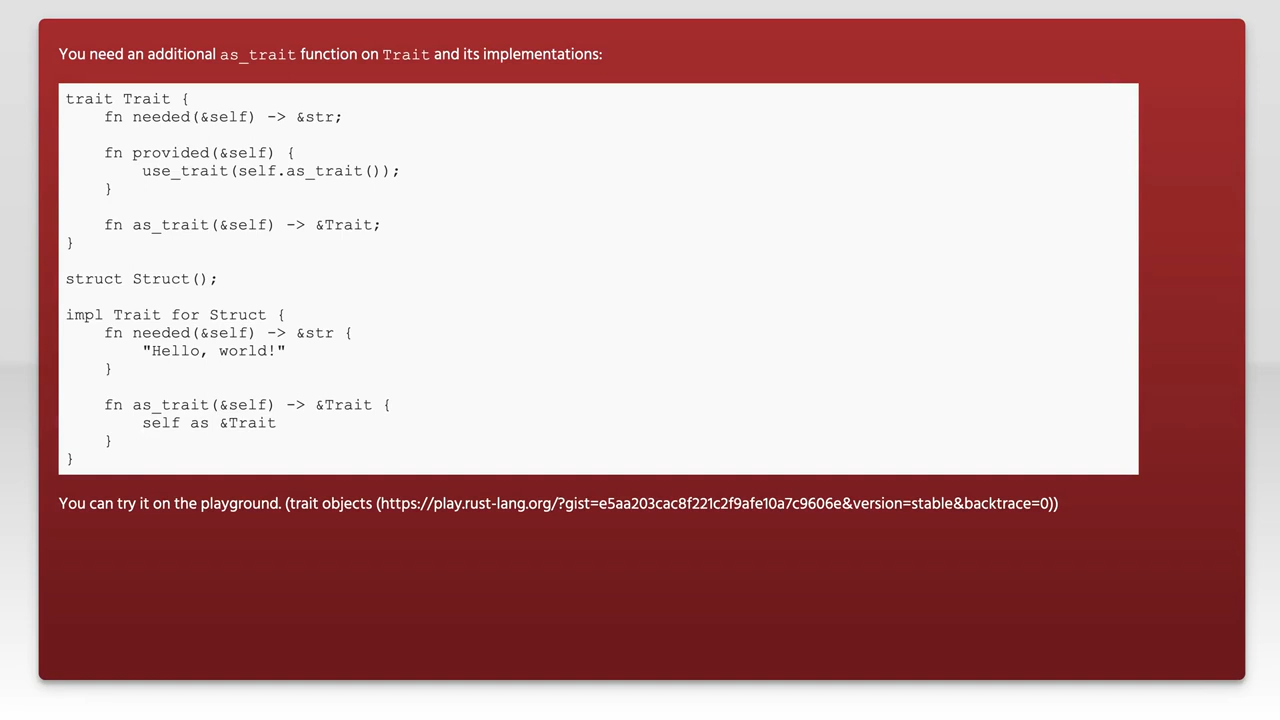 You need an additional as_trait function on Trait and its implementations:
trait Trait {
    fn needed(&self) -> &str;

    fn provided(&self) {
        use_trait(self.as_trait());
    }

    fn as_trait(&self) -> &Trait;
}

struct Struct();

impl Trait for Struct {
    fn needed(&self) -> &str {
        "Hello, world!"
    }

    fn as_trait(&self) -> &Trait {
        self as &Trait
    }
}
You can try it on the playground. (trait objects (https://play.rust-lang.org/?gist=e5aa203cac8f221c2f9afe10a7c9606e&version=stable&backtrace=0))